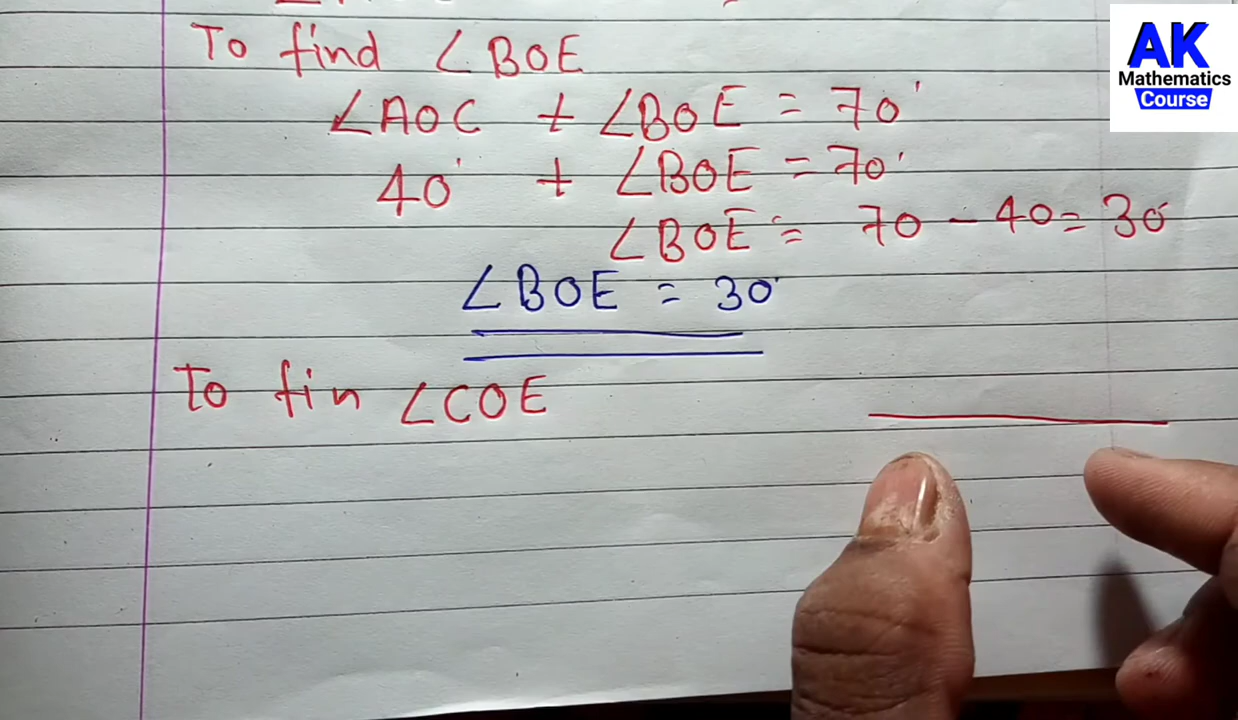 To find ∠BOE
∠AOC + ∠BOE = 70°
40° + ∠BOE = 70°
∠BOE = 70 - 40 = 30°
∠BOE = 30°
To fin ∠COE
AK
Mathematics
Course